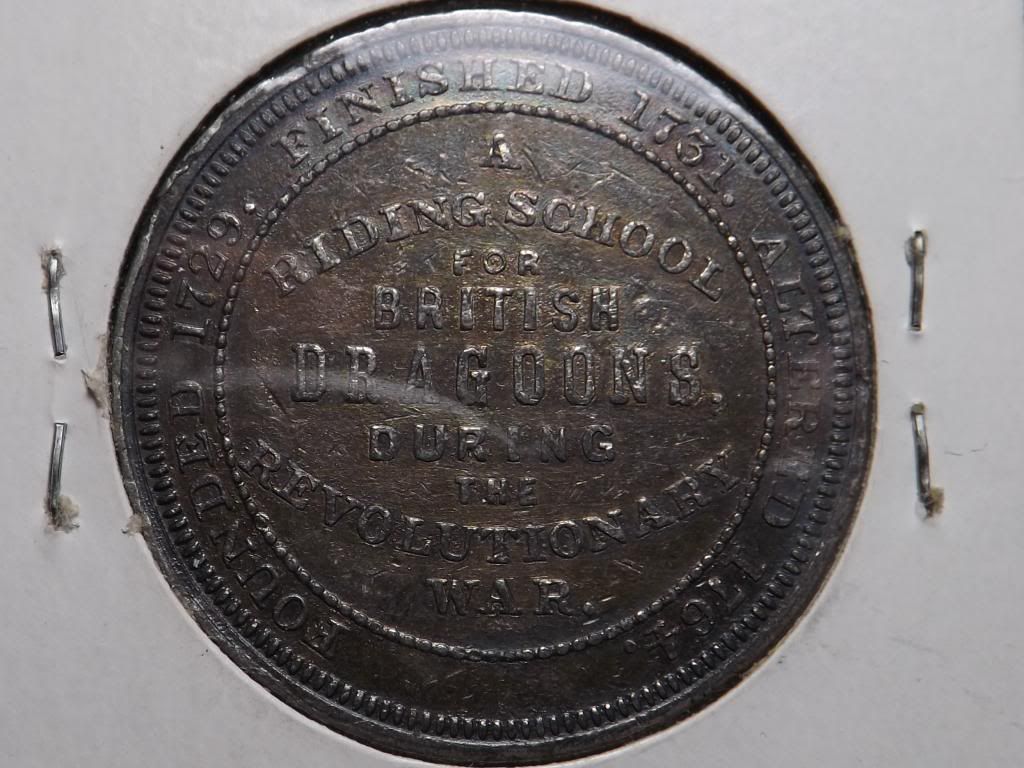 FOUNDED 1729. FINISHED 1731. ALTERED 1764.
A
RIDING SCHOOL
FOR
BRITISH
DRAGOONS,
DURING
THE
REVOLUTIONARY
WAR.